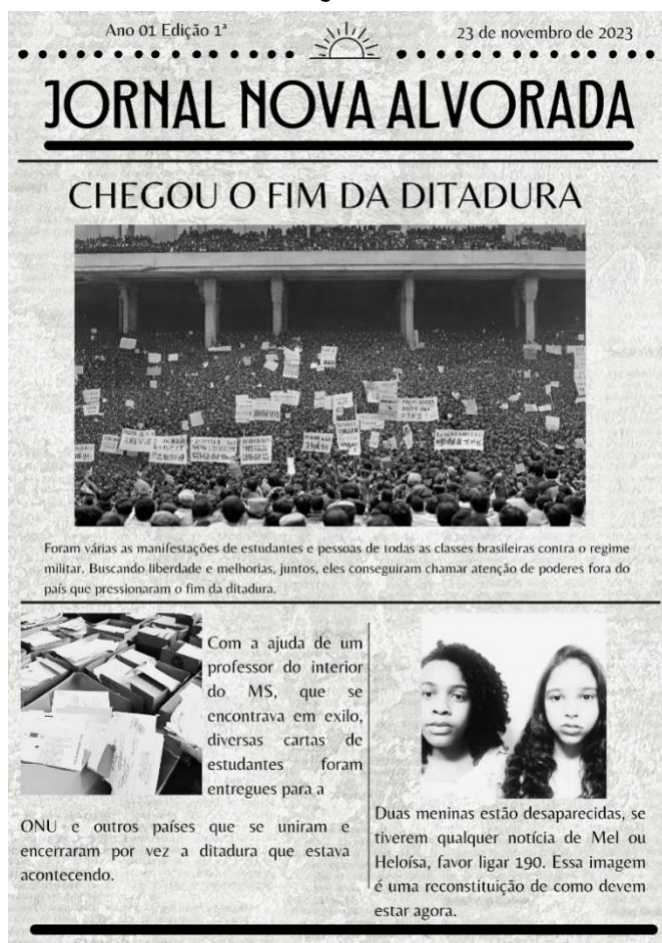 Ano 01 Edição 1ª
23 de novembro de 2023
JORNAL NOVA ALVORADA
CHEGOU O FIM DA DITADURA
Foram várias as manifestações de estudantes e pessoas de todas as classes brasileiras contra o regime
militar. Buscando liberdade e melhorias, juntos, eles conseguiram chamar atenção de poderes fora do
país que pressionaram o fim da ditadura.
Com a ajuda de um
professor do interior
do MS, que se
encontrava em exilo,
diversas cartas de
estudantes foram
entregues para a
ONU e outros países que se uniram e
encerraram por vez a ditadura que estava
acontecendo.
Duas meninas estão desaparecidas, se
tiverem qualquer notícia de Mel ou
Heloísa, favor ligar 190. Essa imagem
é uma reconstituição de como devem
estar agora.